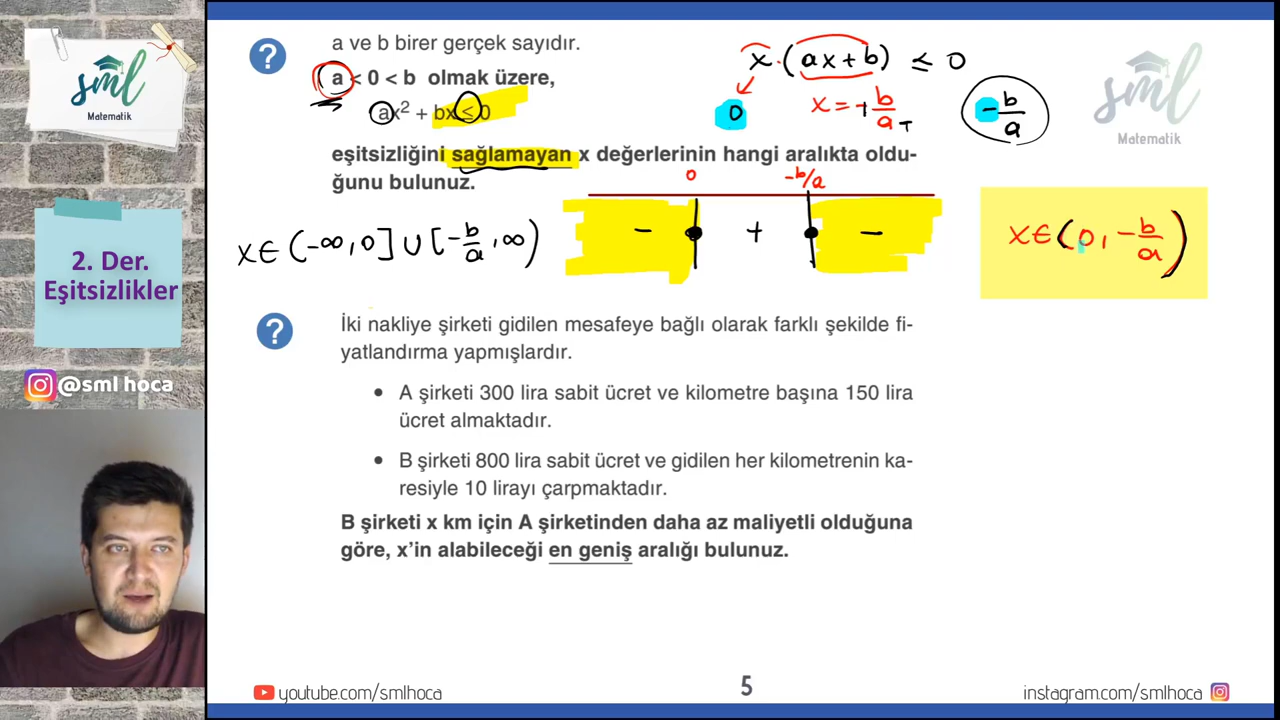 sml
Matematik
2. Der.
Eşitsizlikler
@sml hoca
?
a ve b birer gerçek sayıdır.
a < 0 < b olmak üzere,
ax² + bx ≤ 0
eşitsizliğini sağlamayan x değerlerinin hangi aralıkta oldu-
ğunu bulunuz.
x · (ax+b) ≤ 0
0
x = + b/a
-b/a
sml
Matematik
0 -b/a
- + -
x ∈ (-∞, 0] ∪ [-b/a, ∞)
x ∈ (0, -b/a)
?
İki nakliye şirketi gidilen mesafeye bağlı olarak farklı şekilde fi-
yatlandırma yapmışlardır.
• A şirketi 300 lira sabit ücret ve kilometre başına 150 lira
ücret almaktadır.
• B şirketi 800 lira sabit ücret ve gidilen her kilometrenin ka-
resiyle 10 lirayı çarpmaktadır.
B şirketi x km için A şirketinden daha az maliyetli olduğuna
göre, x'in alabileceği en geniş aralığı bulunuz.
youtube.com/smlhoca
5
instagram.com/smlhoca